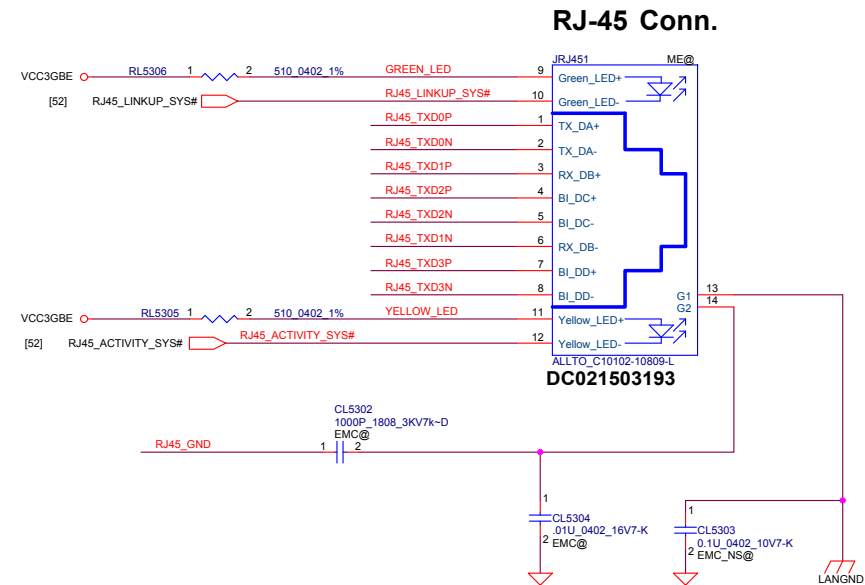 RJ-45 Conn.
JRJ451 ME@
VCC3GBE RL5306 1 2 510_0402_1% GREEN_LED 9 Green_LED+
[52] RJ45_LINKUP_SYS# RJ45_LINKUP_SYS# 10 Green_LED-
RJ45_TXD0P 1 TX_DA+
RJ45_TXD0N 2 TX_DA-
RJ45_TXD1P 3 RX_DB+
RJ45_TXD2P 4 BI_DC+
RJ45_TXD2N 5 BI_DC-
RJ45_TXD1N 6 RX_DB-
RJ45_TXD3P 7 BI_DD+
RJ45_TXD3N 8 BI_DD-
G1 13
G2 14
VCC3GBE RL5305 1 2 510_0402_1% YELLOW_LED 11 Yellow_LED+
[52] RJ45_ACTIVITY_SYS# RJ45_ACTIVITY_SYS# 12 Yellow_LED-
ALLTO_C10102-10809-L
DC021503193
CL5302
1000P_1808_3KV7k~D
EMC@
RJ45_GND 1 2
1
CL5304
.01U_0402_16V7-K
2 EMC@
1
CL5303
0.1U_0402_10V7-K
2 EMC_NS@
LANGND